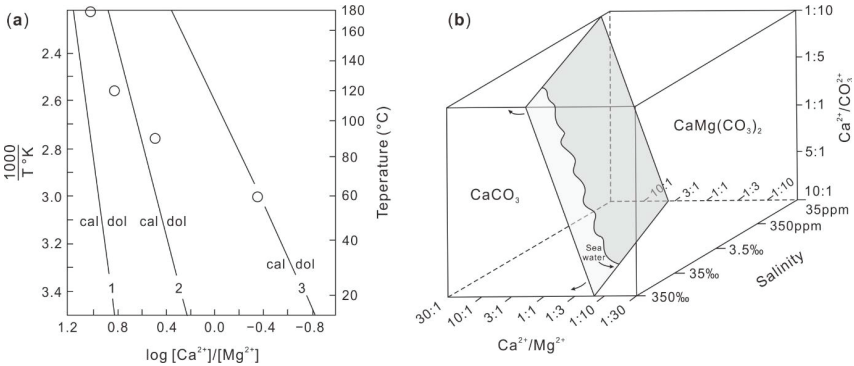 (a)
2.4
2.6
2.8
3.0
3.2
3.4
1000
T °K
180
160
120
100
80
60
40
20
Teperature (°C)
cal dol
cal dol
cal dol
1
2
3
1.2 0.8 0.4 0.0 −0.4 −0.8
log [Ca²⁺]/[Mg²⁺]
(b)
1:10
1:5
1:1
5:1
10:1
Ca²⁺/CO₃²⁻
CaMg(CO₃)₂
CaCO₃
Sea
water
10:1 3:1 1:1 1:3 1:10
35ppm
350ppm
3.5‰
35‰
350‰
Salinity
30:1 10:1 3:1 1:1 1:3 1:10 1:30
Ca²⁺/Mg²⁺